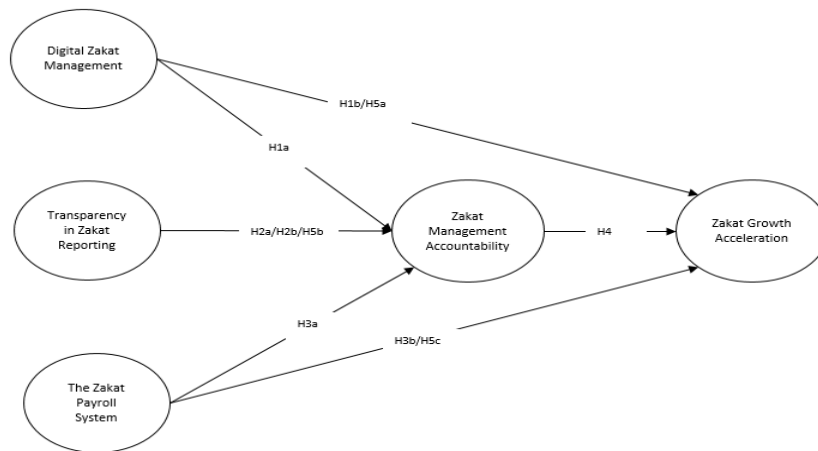 Digital Zakat
Management
H1b/H5a
H1a
Transparency
in Zakat
Reporting
H2a/H2b/H5b
Zakat
Management
Accountability
H4
Zakat Growth
Acceleration
H3a
H3b/H5c
The Zakat
Payroll
System